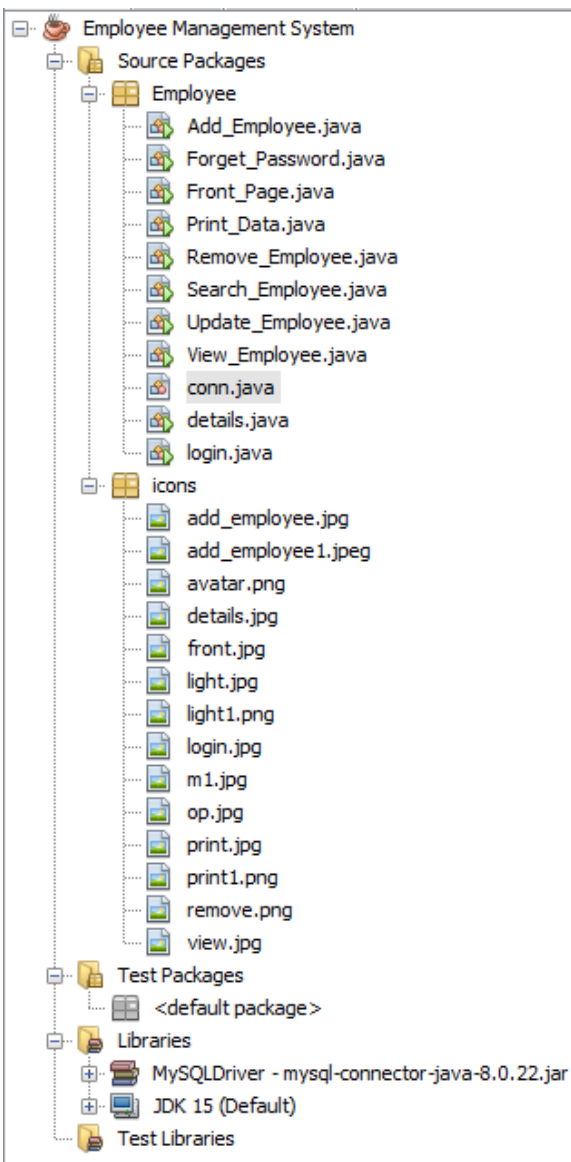 Employee Management System
Source Packages
Employee
Add_Employee.java
Forget_Password.java
Front_Page.java
Print_Data.java
Remove_Employee.java
Search_Employee.java
Update_Employee.java
View_Employee.java
conn.java
details.java
login.java
icons
add_employee.jpg
add_employee1.jpeg
avatar.png
details.jpg
front.jpg
light.jpg
light1.png
login.jpg
m1.jpg
op.jpg
print.jpg
print1.png
remove.png
view.jpg
Test Packages
<default package>
Libraries
MySQLDriver - mysql-connector-java-8.0.22.jar
JDK 15 (Default)
Test Libraries